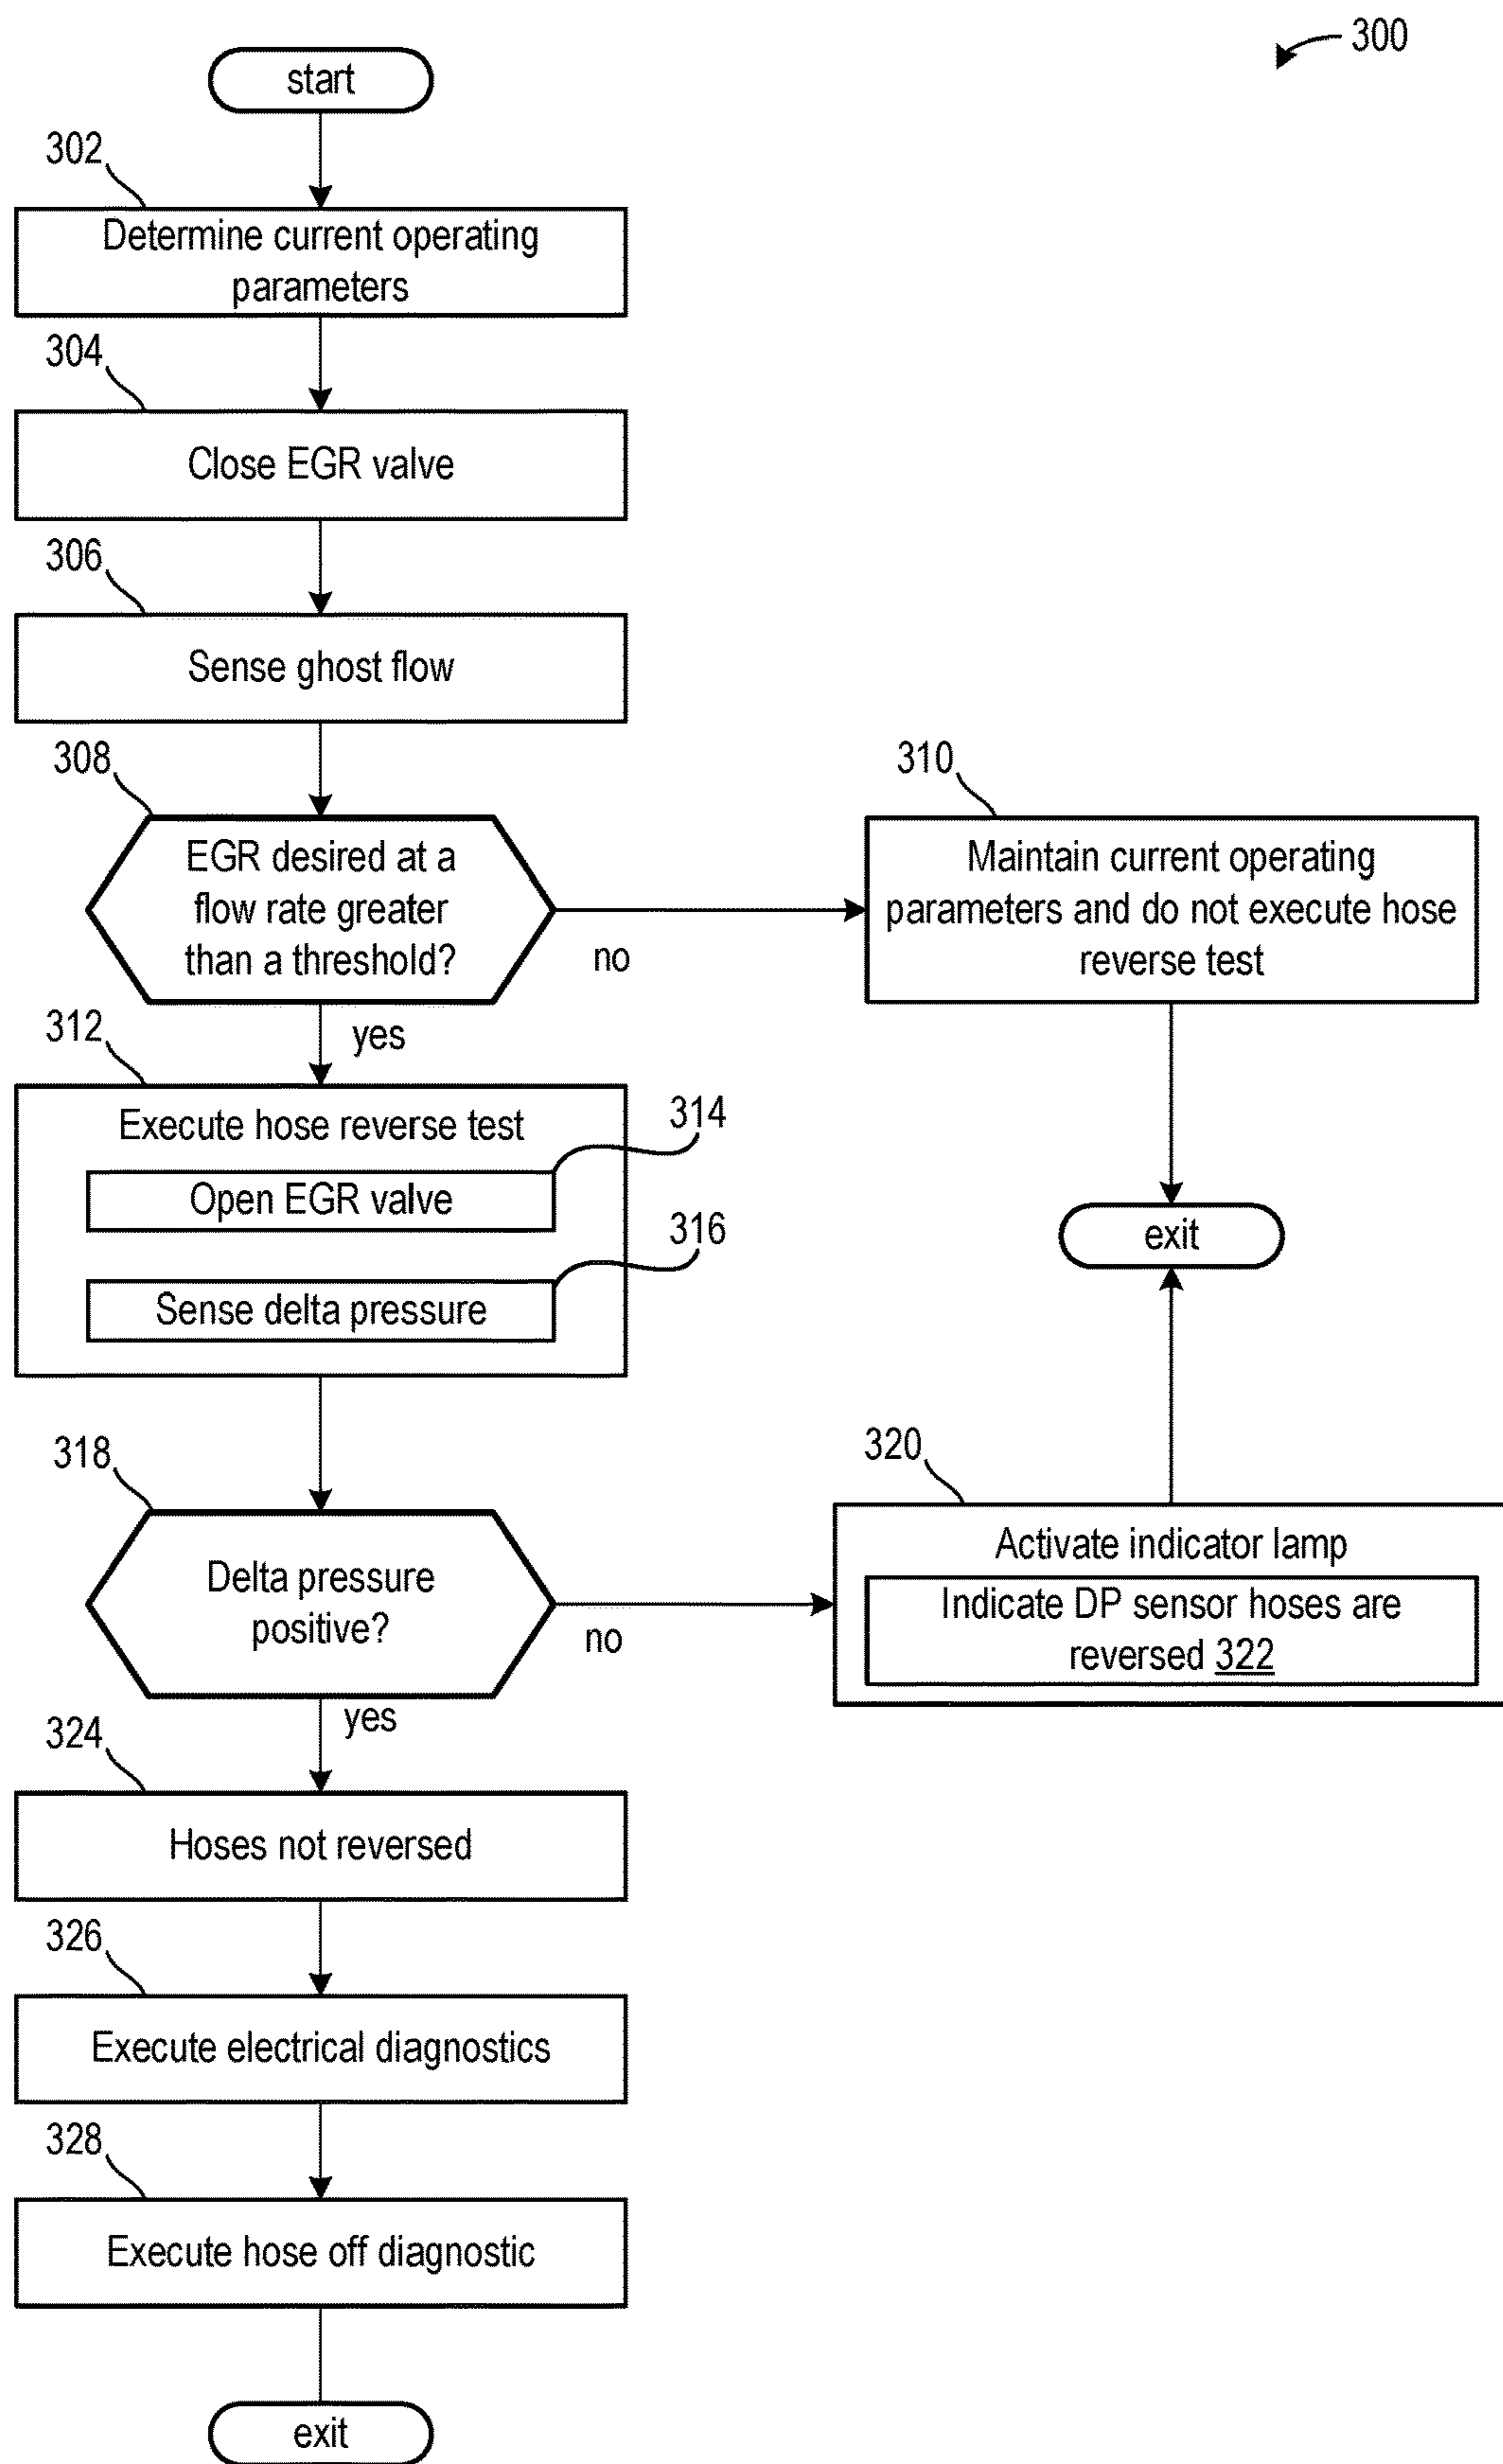 300
start
302
Determine current operating
parameters
304
Close EGR valve
306
Sense ghost flow
308
EGR desired at a
flow rate greater
than a threshold?
no
yes
310
Maintain current operating
parameters and do not execute hose
reverse test
exit
312
Execute hose reverse test
314
Open EGR valve
316
Sense delta pressure
318
Delta pressure
positive?
no
yes
320
Activate indicator lamp
Indicate DP sensor hoses are
reversed 322
324
Hoses not reversed
326
Execute electrical diagnostics
328
Execute hose off diagnostic
exit